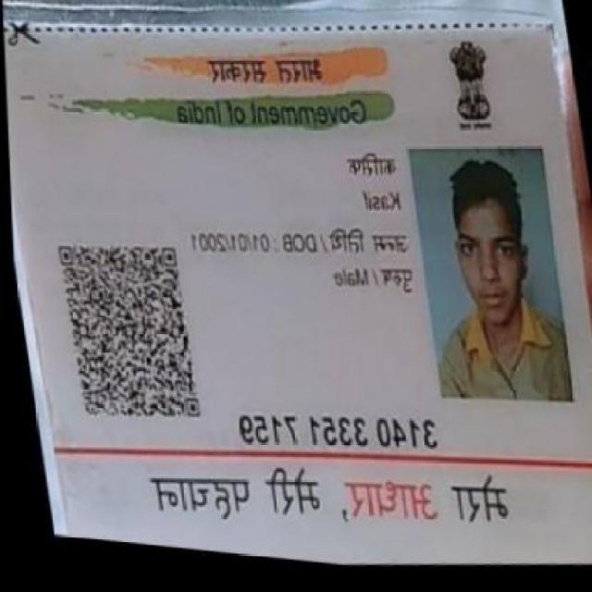 भारत सरकार
Government of India
कासिफ
Kasif
जन्म तिथि / DOB : 01/01/2001
पुरुष / Male
3140 3351 7159
मेरा आधार, मेरी पहचान